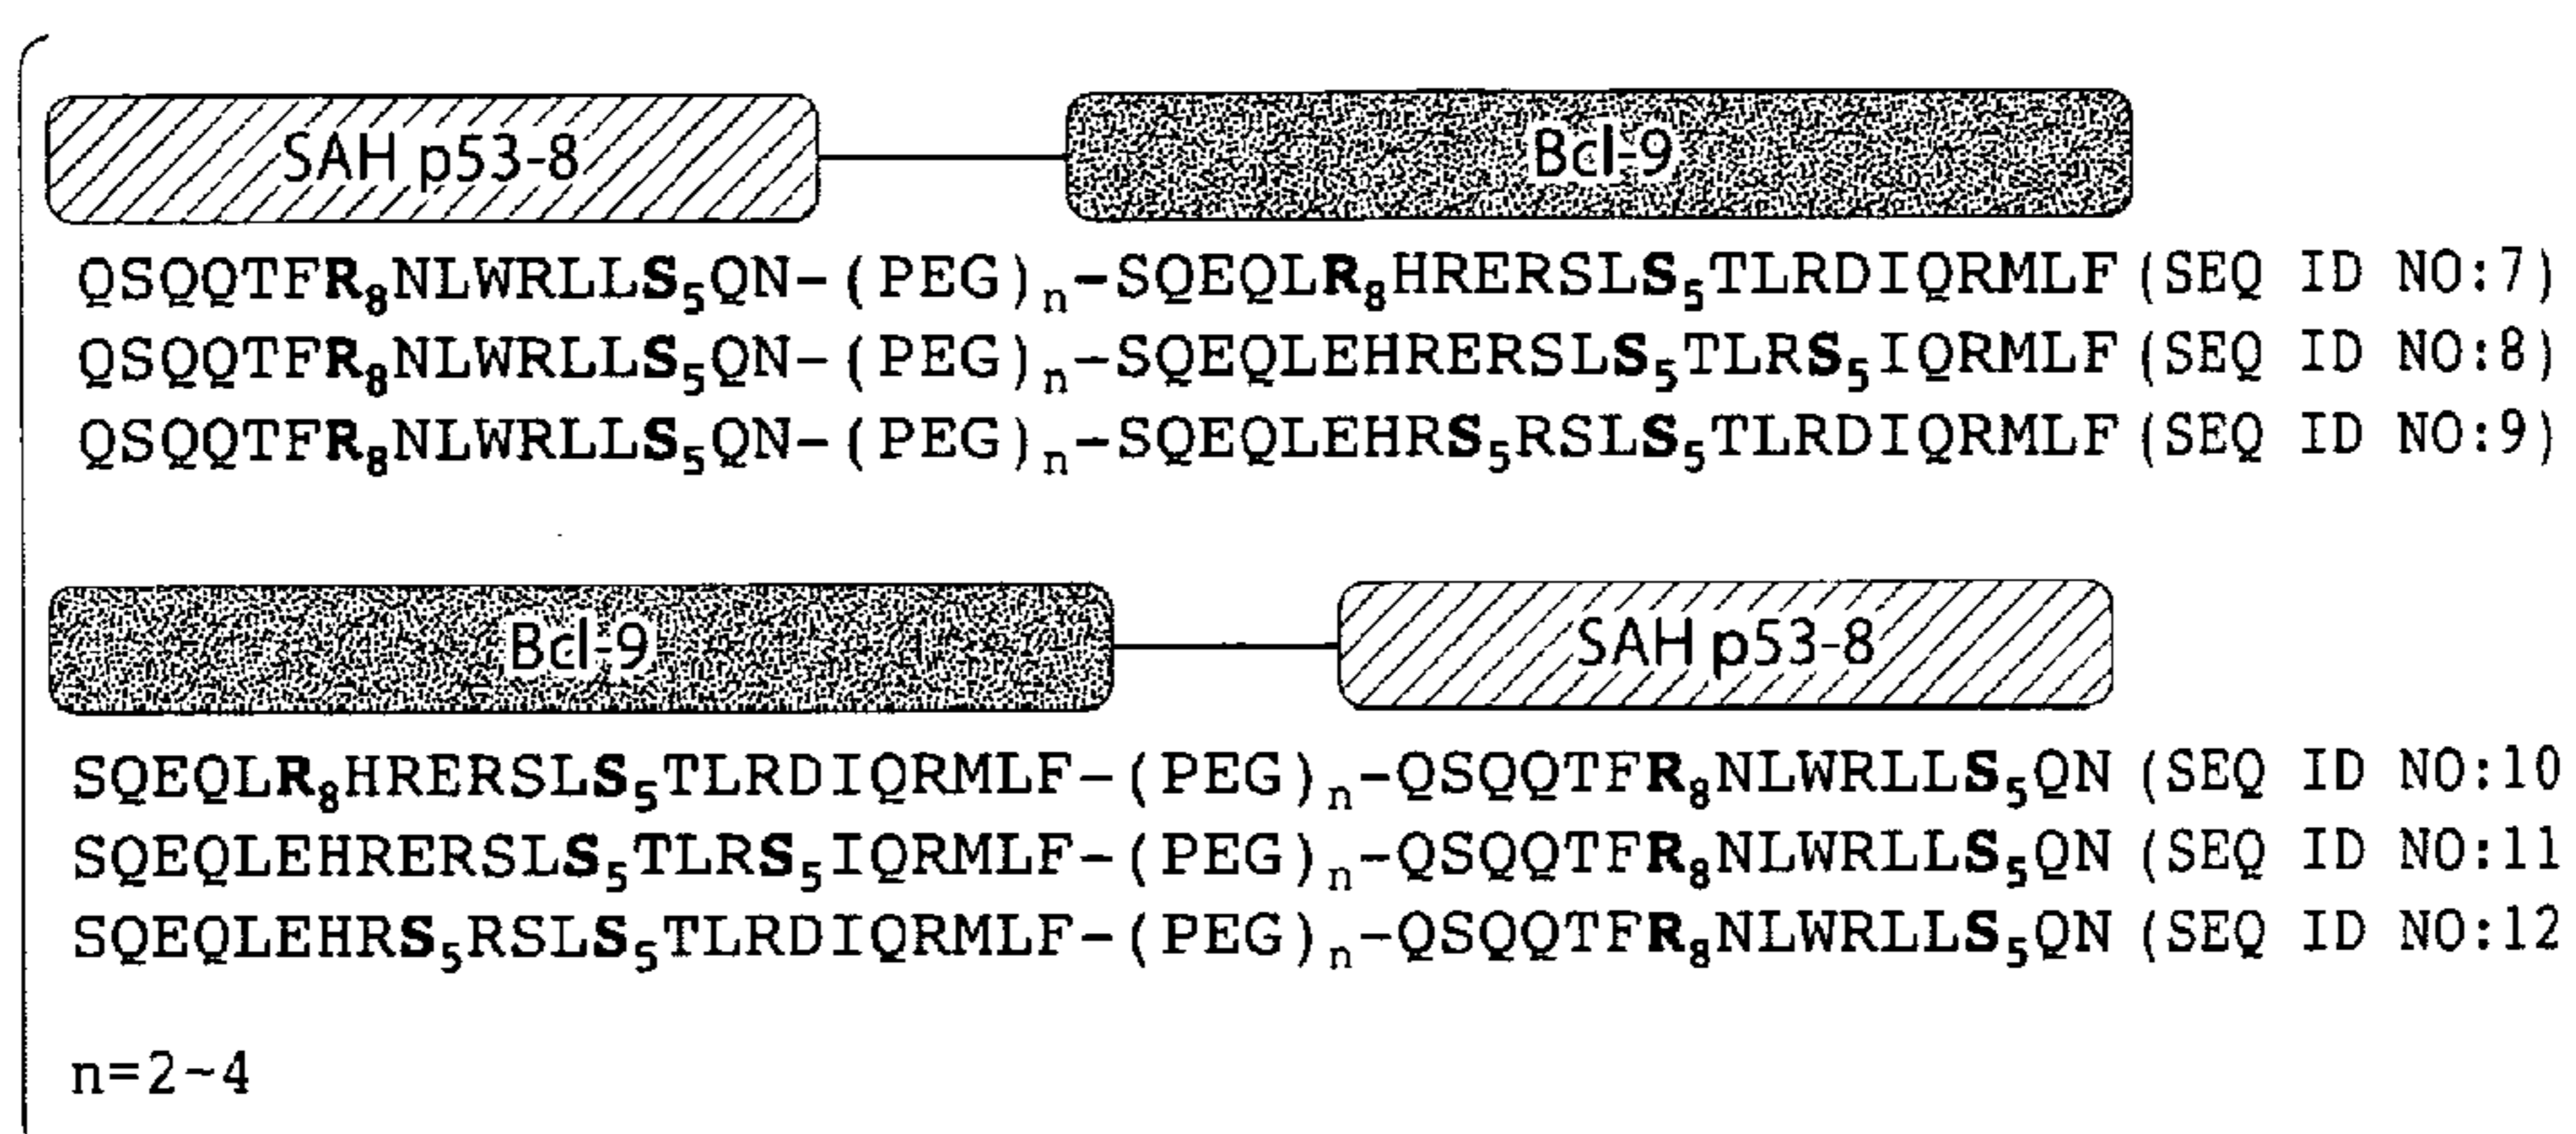 SAH p53-8 Bcl-9
QSQQTFR₈NLWRLLS₅QN-(PEG)ₙ-SQEQLR₈HRERSLS₅TLRDIQRMLF (SEQ ID NO:7)
QSQQTFR₈NLWRLLS₅QN-(PEG)ₙ-SQEQLEHRERSLS₅TLRS₅IQRMLF (SEQ ID NO:8)
QSQQTFR₈NLWRLLS₅QN-(PEG)ₙ-SQEQLEHRS₅RSLS₅TLRDIQRMLF (SEQ ID NO:9)
Bcl-9 SAH p53-8
SQEQLR₈HRERSLS₅TLRDIQRMLF-(PEG)ₙ-QSQQTFR₈NLWRLLS₅QN (SEQ ID NO:10
SQEQLEHRERSLS₅TLRS₅IQRMLF-(PEG)ₙ-QSQQTFR₈NLWRLLS₅QN (SEQ ID NO:11
SQEQLEHRS₅RSLS₅TLRDIQRMLF-(PEG)ₙ-QSQQTFR₈NLWRLLS₅QN (SEQ ID NO:12
n=2~4